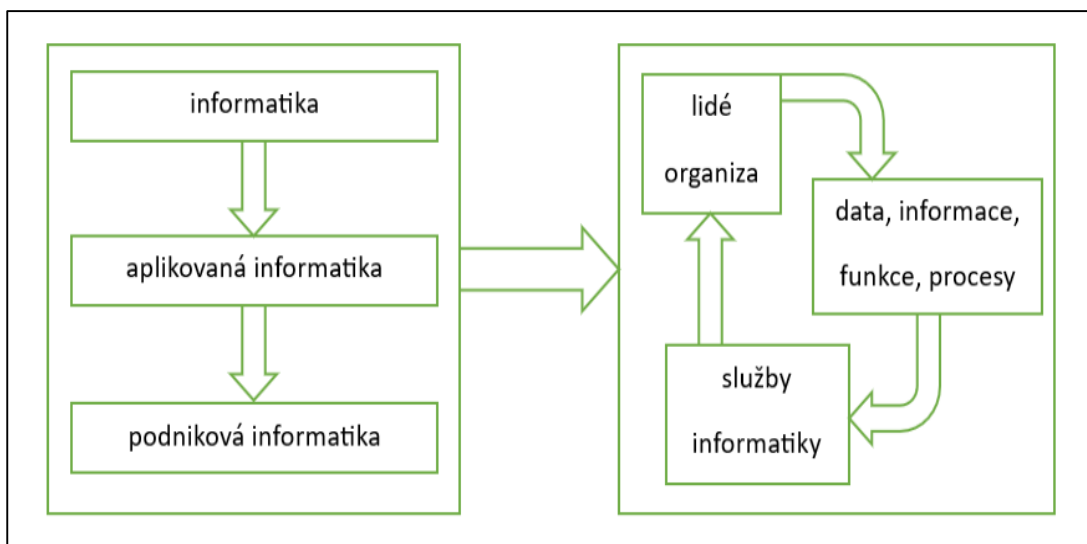 informatika
aplikovaná informatika
podniková informatika
lidé
organiza
data, informace,
funkce, procesy
služby
informatiky